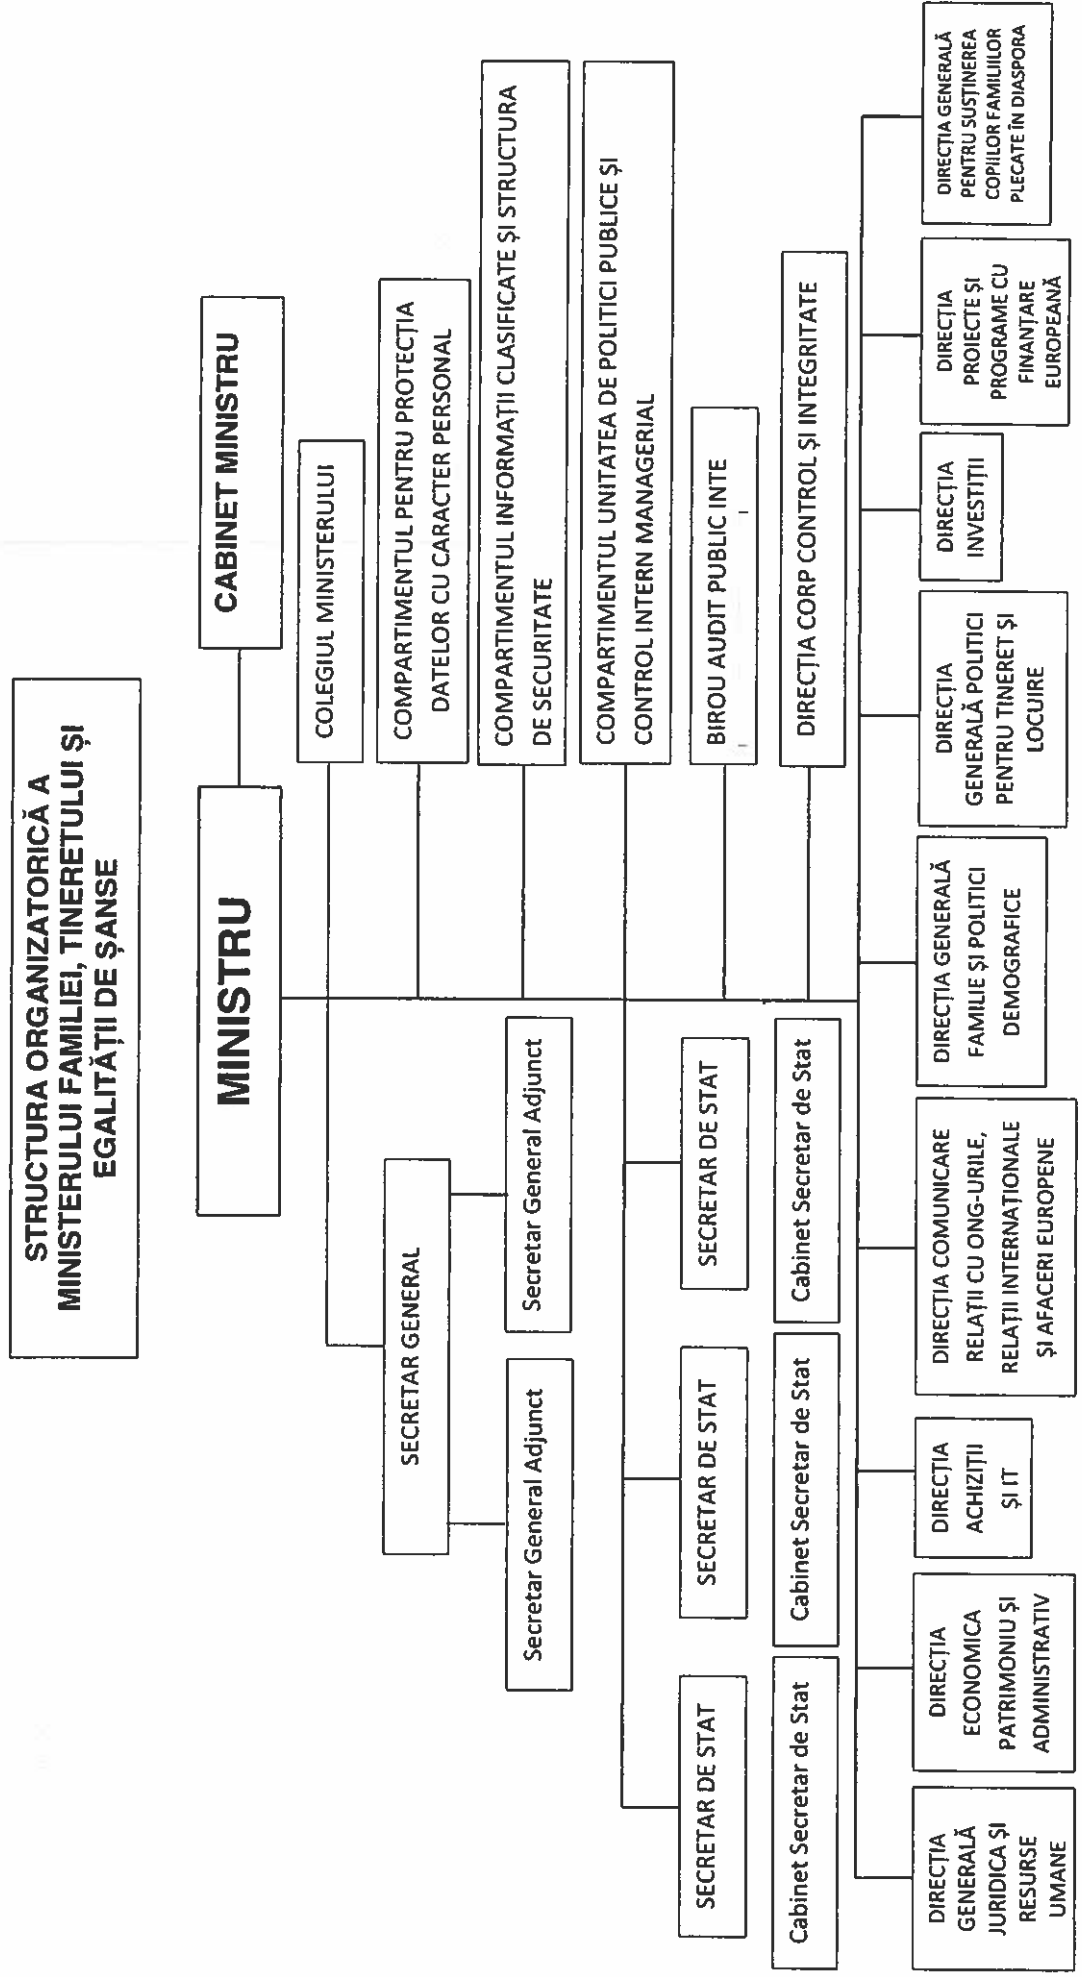 STRUCTURA ORGANIZATORICĂ A
MINISTERULUI FAMILIEI, TINERETULUI ȘI
EGALITĂȚII DE ȘANSE
MINISTRU
CABINET MINISTRU
COLEGIUL MINISTERULUI
SECRETAR GENERAL
COMPARTIMENTUL PENTRU PROTECȚIA
DATELOR CU CARACTER PERSONAL
Secretar General Adjunct
Secretar General Adjunct
COMPARTIMENTUL INFORMAȚII CLASIFICATE ȘI STRUCTURA
DE SECURITATE
COMPARTIMENTUL UNITATEA DE POLITICI PUBLICE ȘI
CONTROL INTERN MANAGERIAL
SECRETAR DE STAT
SECRETAR DE STAT
SECRETAR DE STAT
BIROU AUDIT PUBLIC INTE
Cabinet Secretar de Stat
Cabinet Secretar de Stat
Cabinet Secretar de Stat
DIRECȚIA CORP CONTROL ȘI INTEGRITATE
DIRECȚIA
GENERALĂ
JURIDICA ȘI
RESURSE
UMANE
DIRECȚIA
ECONOMICA
PATRIMONIU ȘI
ADMINISTRATIV
DIRECȚIA
ACHIZIȚII
ȘI IT
DIRECȚIA COMUNICARE
RELAȚII CU ONG-URILE,
RELAȚII INTERNAȚIONALE
ȘI AFACERI EUROPENE
DIRECȚIA GENERALĂ
FAMILIE ȘI POLITICI
DEMOGRAFICE
DIRECȚIA
GENERALĂ POLITICI
PENTRU TINERET ȘI
LOCUIRE
DIRECȚIA
INVESTIȚII
DIRECȚIA
PROIECTE ȘI
PROGRAME CU
FINANȚARE
EUROPEANĂ
DIRECȚIA GENERALĂ
PENTRU SUSȚINEREA
COPIILOR FAMILIILOR
PLECATE ÎN DIASPORA